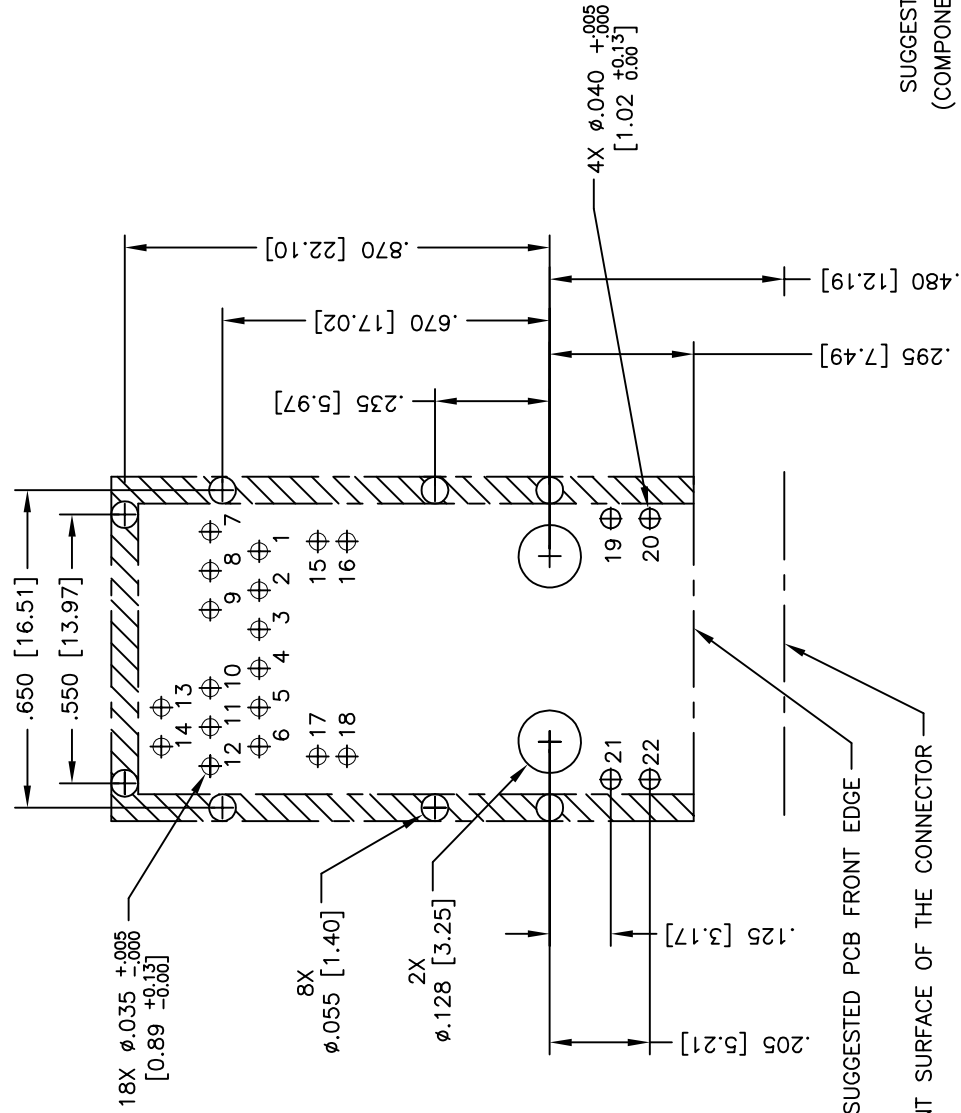 SUGGEST
(COMPONE
4X ø.040 +.005 .000
[1.02 +0.13 0.00]
.870 [22.10]
.480 [12.19]
.670 [17.02]
.295 [7.49]
.235 [5.97]
.650 [16.51]
.550 [13.97]
7
8
9
10
11
12
13
14
1
2
3
4
5
6
15
16
17
18
19
20
21
22
18X ø.035 +.005 -.000
[0.89 +0.13 -0.00]
8X
ø.055 [1.40]
2X
ø.128 [3.25]
.125 [3.17]
.205 [5.21]
SUGGESTED PCB FRONT EDGE
NT SURFACE OF THE CONNECTOR